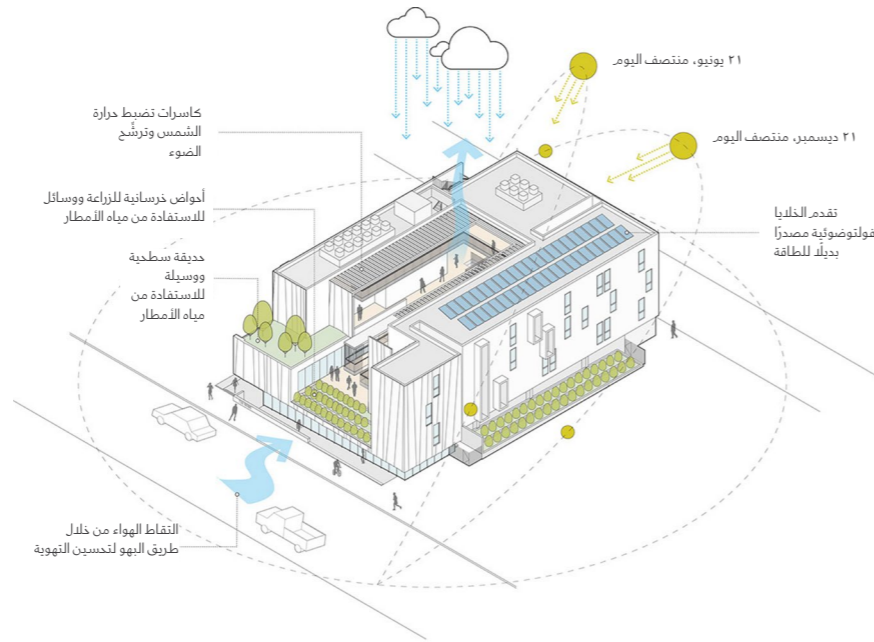 ٢١ يونيو، منتصف اليوم
٢١ ديسمبر، منتصف اليوم
كاسرات تضبط حرارة
الشمس وترشّح
الضوء
أحواض خرسانية للزراعة ووسائل
للاستفادة من مياه الأمطار
حديقة سطحية
ووسيلة
للاستفادة من
مياه الأمطار
تقدم الخلايا
فولتوضوئية مصدرًا
بديلًا للطاقة
التقاط الهواء من خلال
طريق البهو لتحسين التهوية